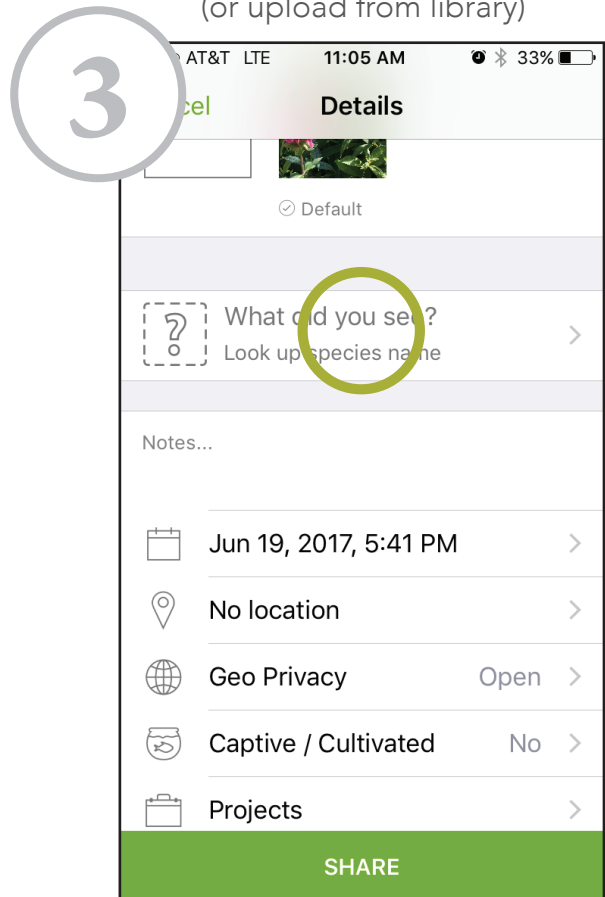 (or upload from library)
3
AT&T LTE 11:05 AM 33%
cel Details
Default
? What did you see?
Look up species name
Notes...
Jun 19, 2017, 5:41 PM
No location
Geo Privacy Open
Captive / Cultivated No
Projects
SHARE